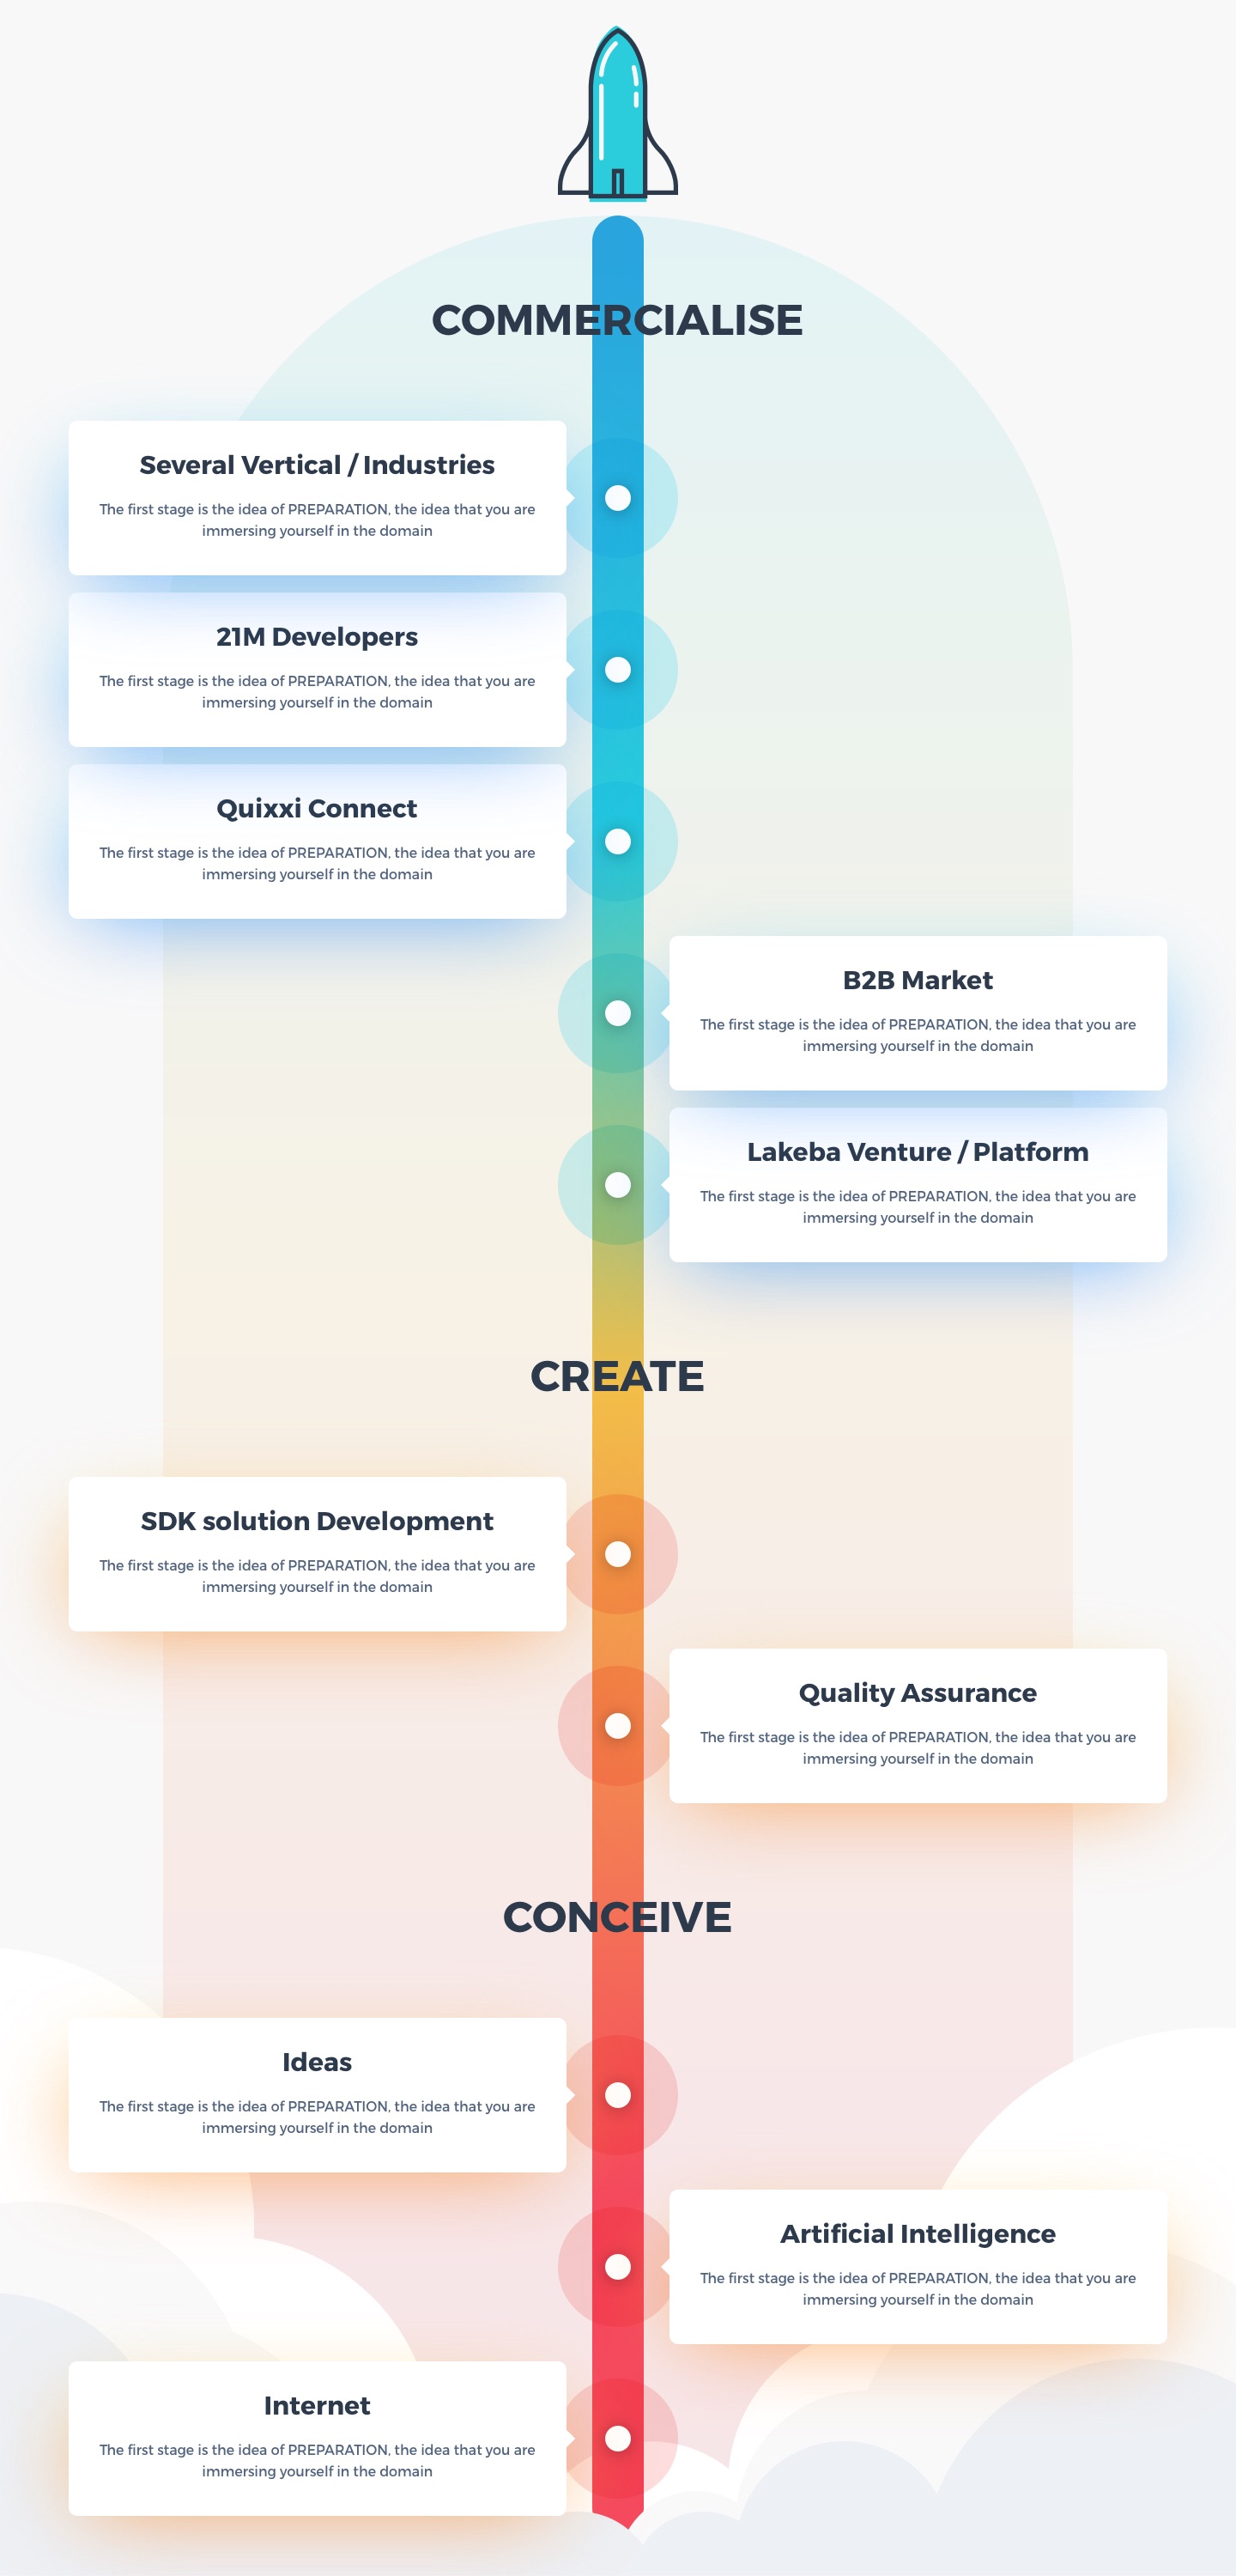 COMMERCIALISE
Several Vertical / Industries
The first stage is the idea of PREPARATION, the idea that you are
immersing yourself in the domain
21M Developers
The first stage is the idea of PREPARATION, the idea that you are
immersing yourself in the domain
Quixxi Connect
The first stage is the idea of PREPARATION, the idea that you are
immersing yourself in the domain
B2B Market
The first stage is the idea of PREPARATION, the idea that you are
immersing yourself in the domain
Lakeba Venture / Platform
The first stage is the idea of PREPARATION, the idea that you are
immersing yourself in the domain
CREATE
SDK solution Development
The first stage is the idea of PREPARATION, the idea that you are
immersing yourself in the domain
Quality Assurance
The first stage is the idea of PREPARATION, the idea that you are
immersing yourself in the domain
CONCEIVE
Ideas
The first stage is the idea of PREPARATION, the idea that you are
immersing yourself in the domain
Artificial Intelligence
The first stage is the idea of PREPARATION, the idea that you are
immersing yourself in the domain
Internet
The first stage is the idea of PREPARATION, the idea that you are
immersing yourself in the domain